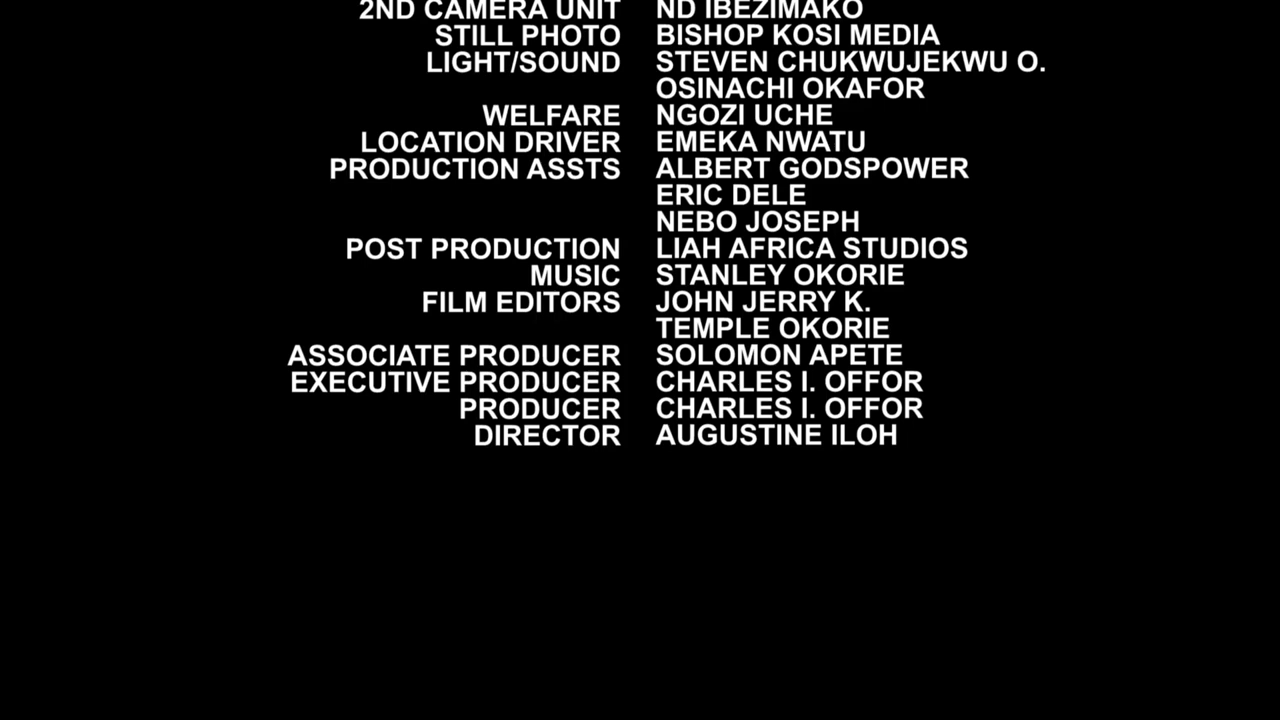 2ND CAMERA UNIT ND IBEZIMAKO
STILL PHOTO BISHOP KOSI MEDIA
LIGHT/SOUND STEVEN CHUKWUJEKWU O.
OSINACHI OKAFOR
WELFARE NGOZI UCHE
LOCATION DRIVER EMEKA NWATU
PRODUCTION ASSTS ALBERT GODSPOWER
ERIC DELE
NEBO JOSEPH
POST PRODUCTION LIAH AFRICA STUDIOS
MUSIC STANLEY OKORIE
FILM EDITORS JOHN JERRY K.
TEMPLE OKORIE
ASSOCIATE PRODUCER SOLOMON APETE
EXECUTIVE PRODUCER CHARLES I. OFFOR
PRODUCER CHARLES I. OFFOR
DIRECTOR AUGUSTINE ILOH